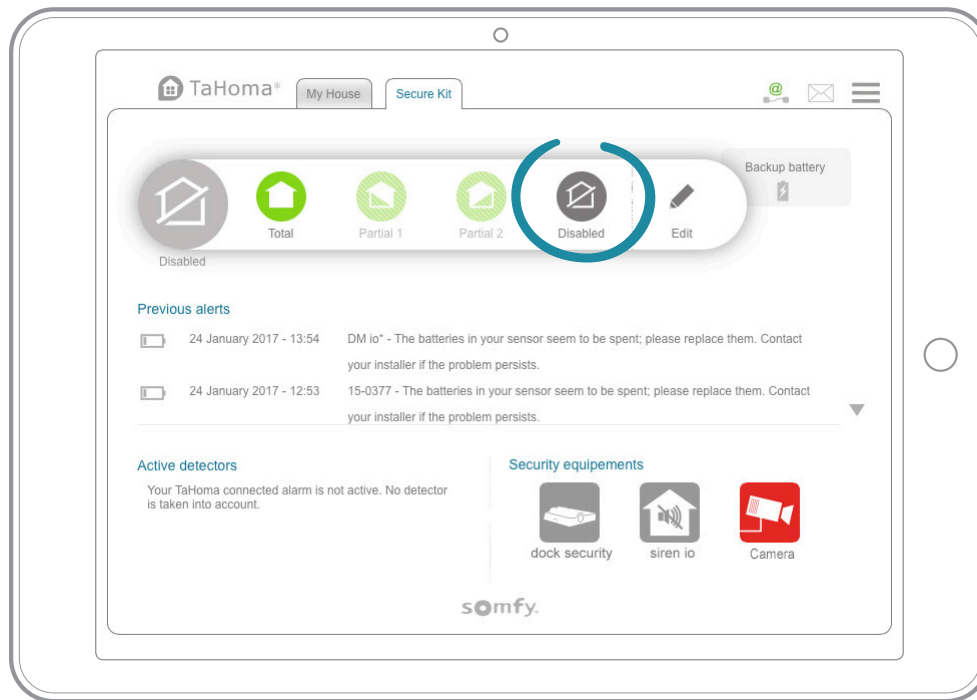 TaHoma®
My House
Secure Kit
@
Backup battery
Total
Partial 1
Partial 2
Disabled
Edit
Disabled
Previous alerts
24 January 2017 - 13:54
DM io* - The batteries in your sensor seem to be spent; please replace them. Contact
your installer if the problem persists.
24 January 2017 - 12:53
15-0377 - The batteries in your sensor seem to be spent; please replace them. Contact
your installer if the problem persists.
Active detectors
Your TaHoma connected alarm is not active. No detector
is taken into account.
Security equipements
dock security
siren io
Camera
somfy.